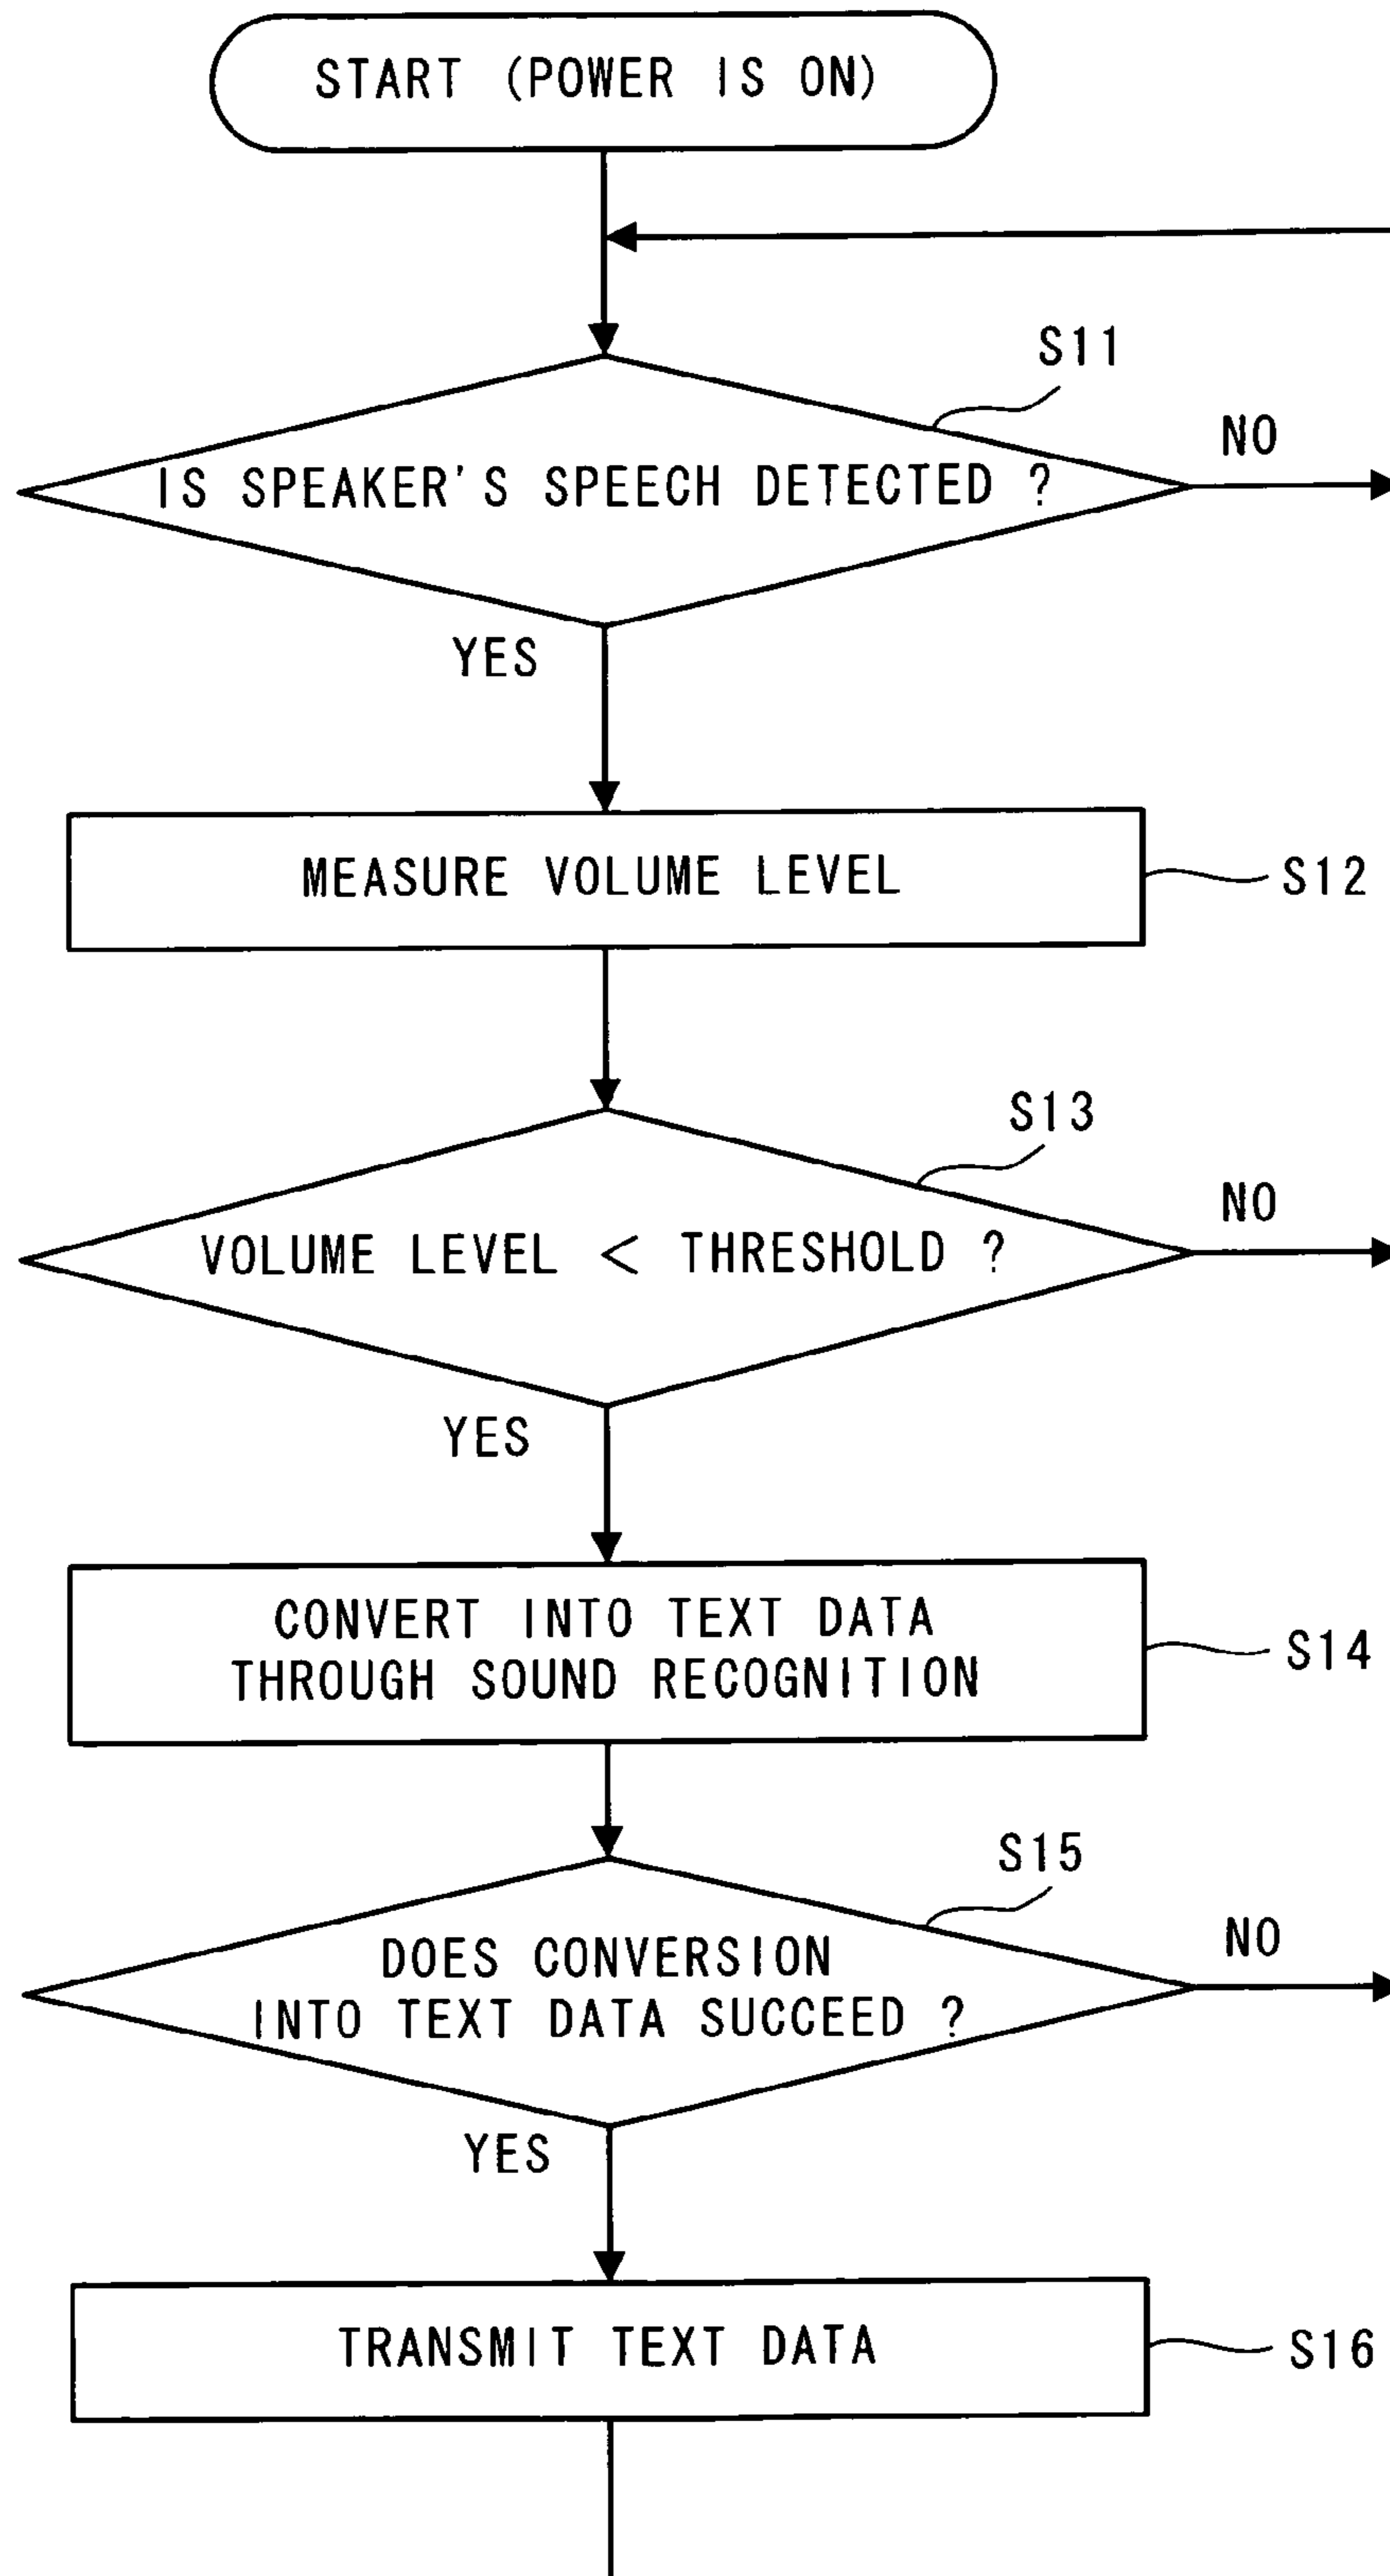 START (POWER IS ON)
S11
NO
IS SPEAKER'S SPEECH DETECTED ?
YES
MEASURE VOLUME LEVEL
S12
S13
NO
VOLUME LEVEL < THRESHOLD ?
YES
CONVERT INTO TEXT DATA
THROUGH SOUND RECOGNITION
S14
S15
NO
DOES CONVERSION
INTO TEXT DATA SUCCEED ?
YES
TRANSMIT TEXT DATA
S16